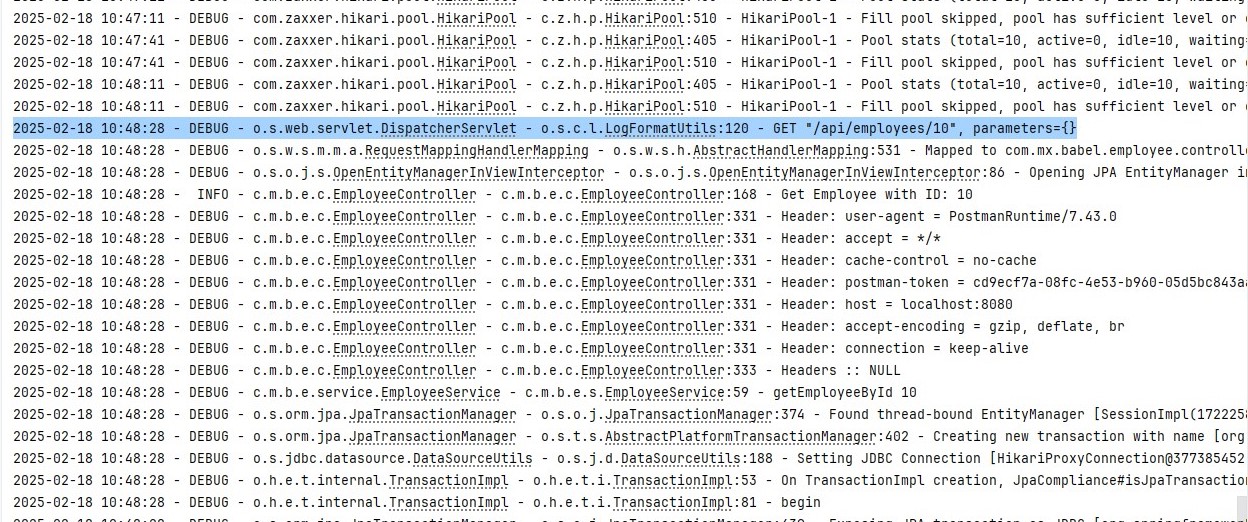 2025-02-18 10:47:11 - DEBUG - com.zaxxer.hikari.pool.HikariPool - c.z.h.p.HikariPool:510 - HikariPool-1 - Fill pool skipped, pool has sufficient level or
2025-02-18 10:47:41 - DEBUG - com.zaxxer.hikari.pool.HikariPool - c.z.h.p.HikariPool:405 - HikariPool-1 - Pool stats (total=10, active=0, idle=10, waiting=
2025-02-18 10:47:41 - DEBUG - com.zaxxer.hikari.pool.HikariPool - c.z.h.p.HikariPool:510 - HikariPool-1 - Fill pool skipped, pool has sufficient level or
2025-02-18 10:48:11 - DEBUG - com.zaxxer.hikari.pool.HikariPool - c.z.h.p.HikariPool:405 - HikariPool-1 - Pool stats (total=10, active=0, idle=10, waiting=
2025-02-18 10:48:11 - DEBUG - com.zaxxer.hikari.pool.HikariPool - c.z.h.p.HikariPool:510 - HikariPool-1 - Fill pool skipped, pool has sufficient level or
2025-02-18 10:48:28 - DEBUG - o.s.web.servlet.DispatcherServlet - o.s.c.l.LogFormatUtils:120 - GET "/api/employees/10", parameters={}
2025-02-18 10:48:28 - DEBUG - o.s.w.s.m.m.a.RequestMappingHandlerMapping - o.s.w.s.h.AbstractHandlerMapping:531 - Mapped to com.mx.babel.employee.controlle
2025-02-18 10:48:28 - DEBUG - o.s.o.j.s.OpenEntityManagerInViewInterceptor - o.s.o.j.s.OpenEntityManagerInViewInterceptor:86 - Opening JPA EntityManager in
2025-02-18 10:48:28 -  INFO - c.m.b.e.c.EmployeeController - c.m.b.e.c.EmployeeController:168 - Get Employee with ID: 10
2025-02-18 10:48:28 - DEBUG - c.m.b.e.c.EmployeeController - c.m.b.e.c.EmployeeController:331 - Header: user-agent = PostmanRuntime/7.43.0
2025-02-18 10:48:28 - DEBUG - c.m.b.e.c.EmployeeController - c.m.b.e.c.EmployeeController:331 - Header: accept = */*
2025-02-18 10:48:28 - DEBUG - c.m.b.e.c.EmployeeController - c.m.b.e.c.EmployeeController:331 - Header: cache-control = no-cache
2025-02-18 10:48:28 - DEBUG - c.m.b.e.c.EmployeeController - c.m.b.e.c.EmployeeController:331 - Header: postman-token = cd9ecf7a-08fc-4e53-b960-05d5bc843a
2025-02-18 10:48:28 - DEBUG - c.m.b.e.c.EmployeeController - c.m.b.e.c.EmployeeController:331 - Header: host = localhost:8080
2025-02-18 10:48:28 - DEBUG - c.m.b.e.c.EmployeeController - c.m.b.e.c.EmployeeController:331 - Header: accept-encoding = gzip, deflate, br
2025-02-18 10:48:28 - DEBUG - c.m.b.e.c.EmployeeController - c.m.b.e.c.EmployeeController:331 - Header: connection = keep-alive
2025-02-18 10:48:28 - DEBUG - c.m.b.e.c.EmployeeController - c.m.b.e.c.EmployeeController:333 - Headers :: NULL
2025-02-18 10:48:28 - DEBUG - c.m.b.e.service.EmployeeService - c.m.b.e.s.EmployeeService:59 - getEmployeeById 10
2025-02-18 10:48:28 - DEBUG - o.s.orm.jpa.JpaTransactionManager - o.s.o.j.JpaTransactionManager:374 - Found thread-bound EntityManager [SessionImpl(172225
2025-02-18 10:48:28 - DEBUG - o.s.orm.jpa.JpaTransactionManager - o.s.t.s.AbstractPlatformTransactionManager:402 - Creating new transaction with name [org
2025-02-18 10:48:28 - DEBUG - o.s.jdbc.datasource.DataSourceUtils - o.s.j.d.DataSourceUtils:188 - Setting JDBC Connection [HikariProxyConnection@377385452
2025-02-18 10:48:28 - DEBUG - o.h.e.t.internal.TransactionImpl - o.h.e.t.i.TransactionImpl:53 - On TransactionImpl creation, JpaCompliance#isJpaTransaction
2025-02-18 10:48:28 - DEBUG - o.h.e.t.internal.TransactionImpl - o.h.e.t.i.TransactionImpl:81 - begin